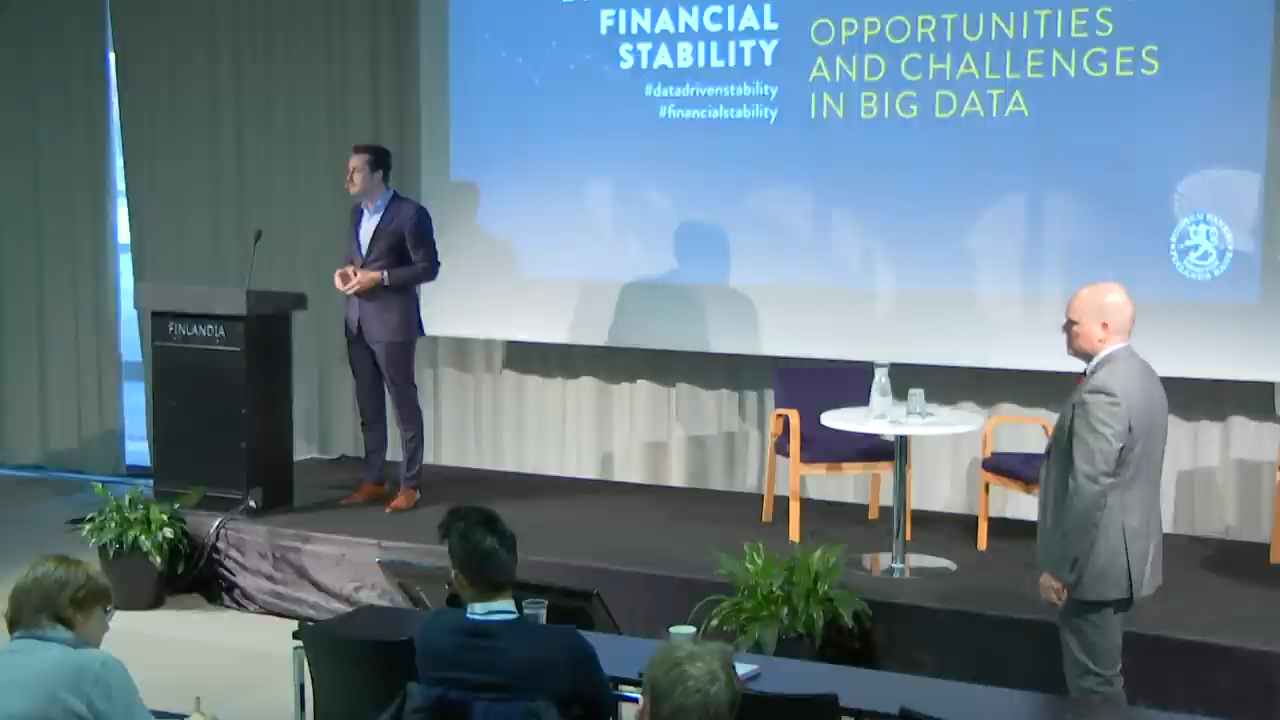 FINANCIAL
STABILITY
#datadrivenstability
#financialstability
OPPORTUNITIES
AND CHALLENGES
IN BIG DATA
FINLANDIA